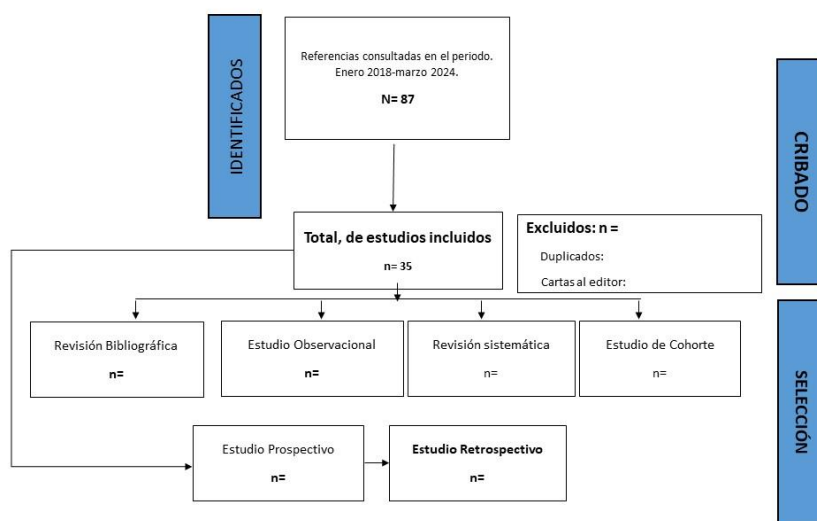 IDENTIFICADOS
Referencias consultadas en el periodo.
Enero 2018-marzo 2024.
N= 87
CRIBADO
Total, de estudios incluidos
n= 35
Excluidos: n =
Duplicados:
Cartas al editor:
SELECCIÓN
Revisión Bibliográfica
n=
Estudio Observacional
n=
Revisión sistemática
n=
Estudio de Cohorte
n=
Estudio Prospectivo
n=
Estudio Retrospectivo
n=